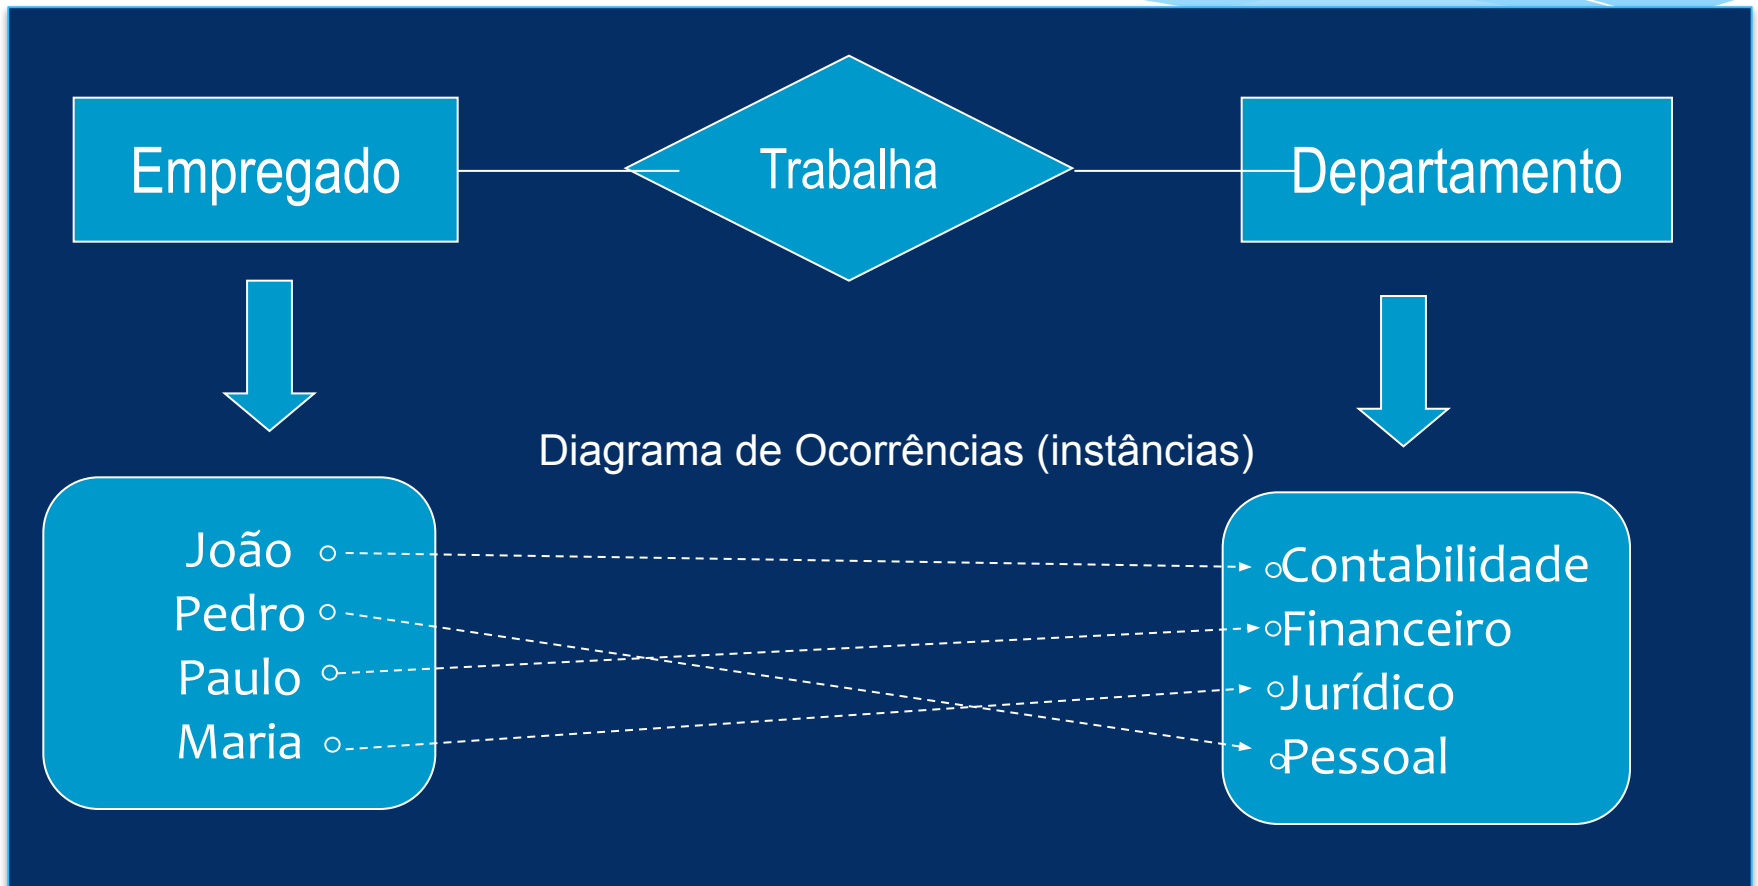 Empregado
Trabalha
Departamento
Diagrama de Ocorrências (instâncias)
João
Pedro
Paulo
Maria
Contabilidade
Financeiro
Jurídico
Pessoal